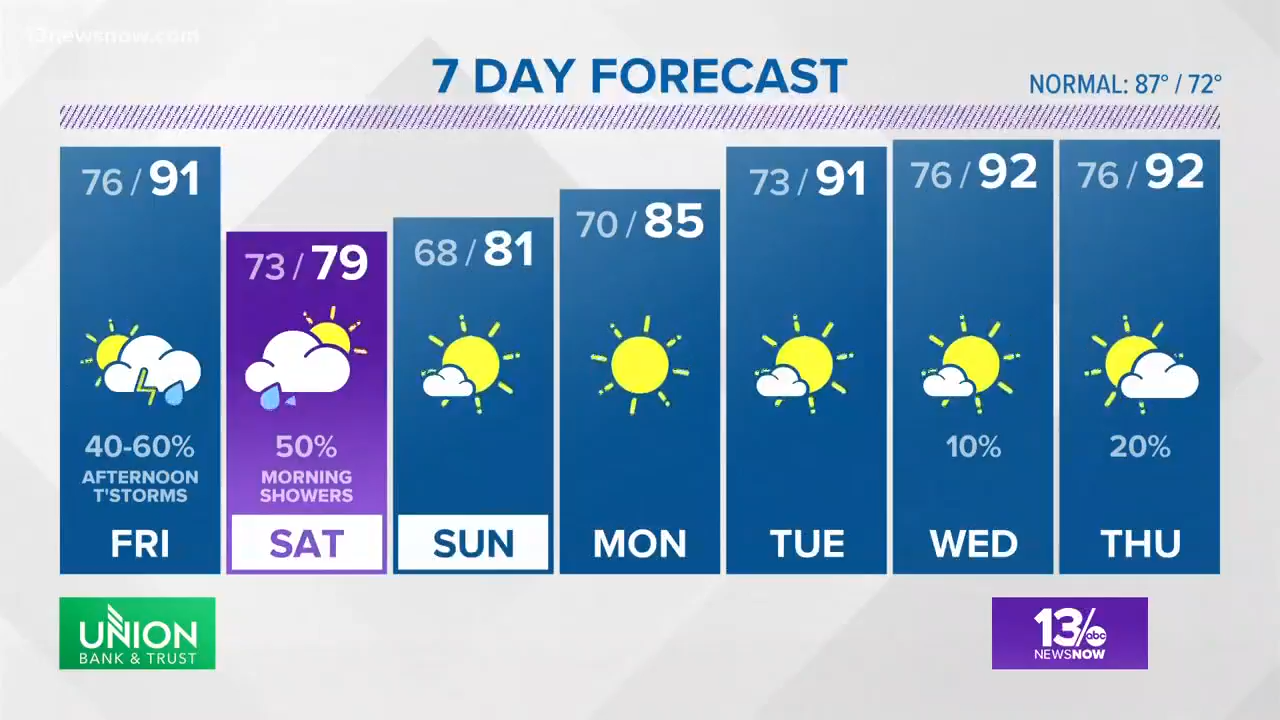 13newsnow.com
7 DAY FORECAST
NORMAL: 87° / 72°
76 / 91
73 / 79
68 / 81
70 / 85
73 / 91
76 / 92
76 / 92
40-60%
AFTERNOON
T'STORMS
50%
MORNING
SHOWERS
10%
20%
FRI
SAT
SUN
MON
TUE
WED
THU
UNION
BANK & TRUST
13
abc
NEWSNOW